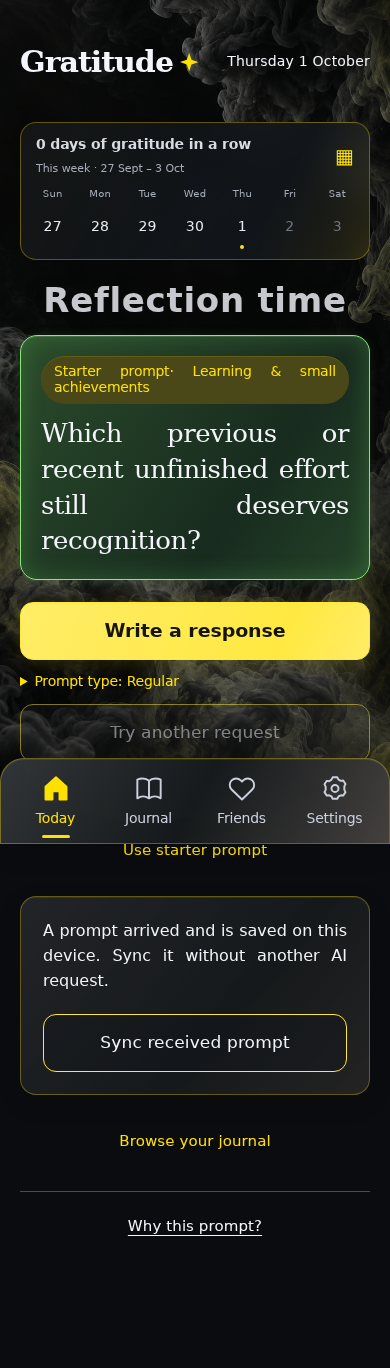 Gratitude
Thursday 1 October
0 days of gratitude in a row
This week · 27 Sept – 3 Oct
Sun Mon Tue Wed Thu Fri Sat
27 28 29 30 1 2 3
Reflection time
Starter prompt· Learning & small
achievements
Which previous or
recent unfinished effort
still deserves
recognition?
Write a response
Prompt type: Regular
Try another request
Today Journal Friends Settings
Use starter prompt
A prompt arrived and is saved on this
device. Sync it without another AI
request.
Sync received prompt
Browse your journal
Why this prompt?